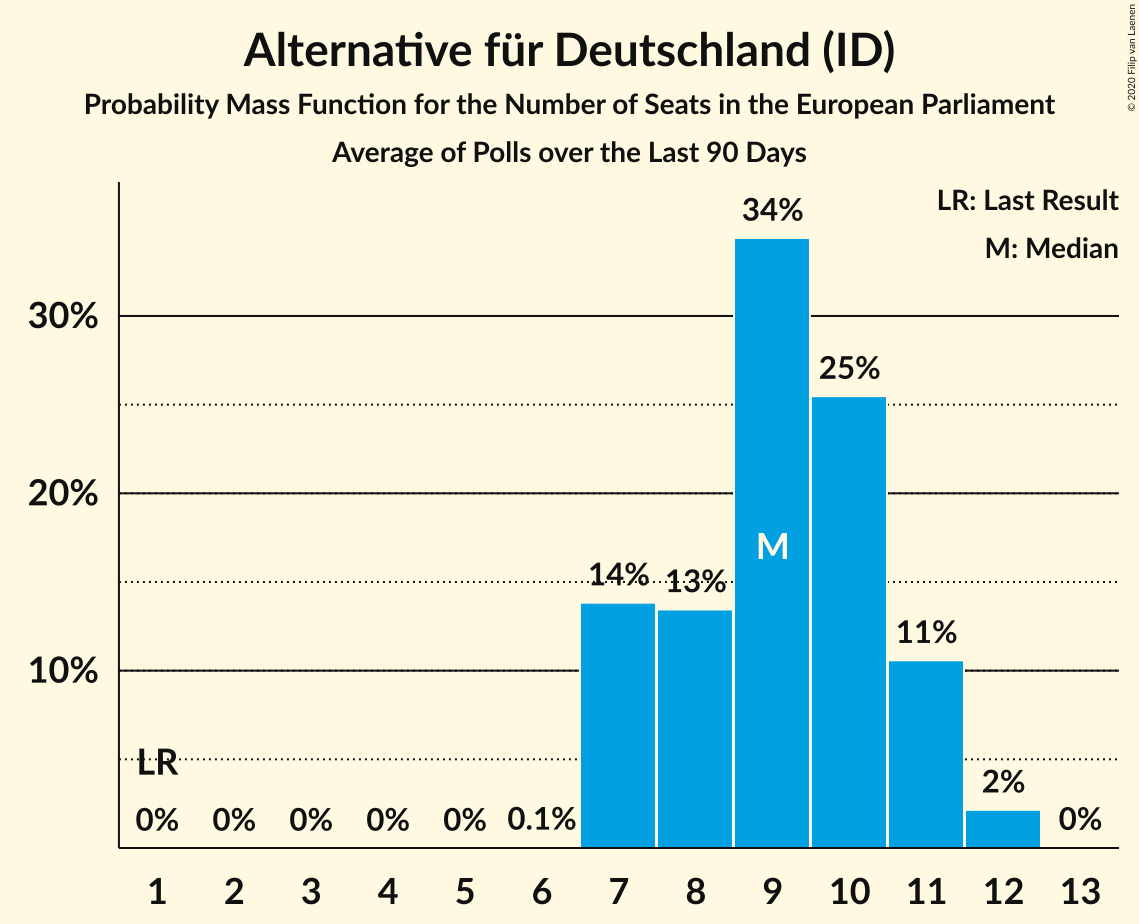 Alternative für Deutschland (ID)
Probability Mass Function for the Number of Seats in the European Parliament
Average of Polls over the Last 90 Days
© 2020 Filip van Laenen
LR: Last Result
M: Median
34%
30%
25%
20%
M
14%
13%
11%
10%
LR
2%
0% 0% 0% 0% 0% 0.1% 0%
1 2 3 4 5 6 7 8 9 10 11 12 13